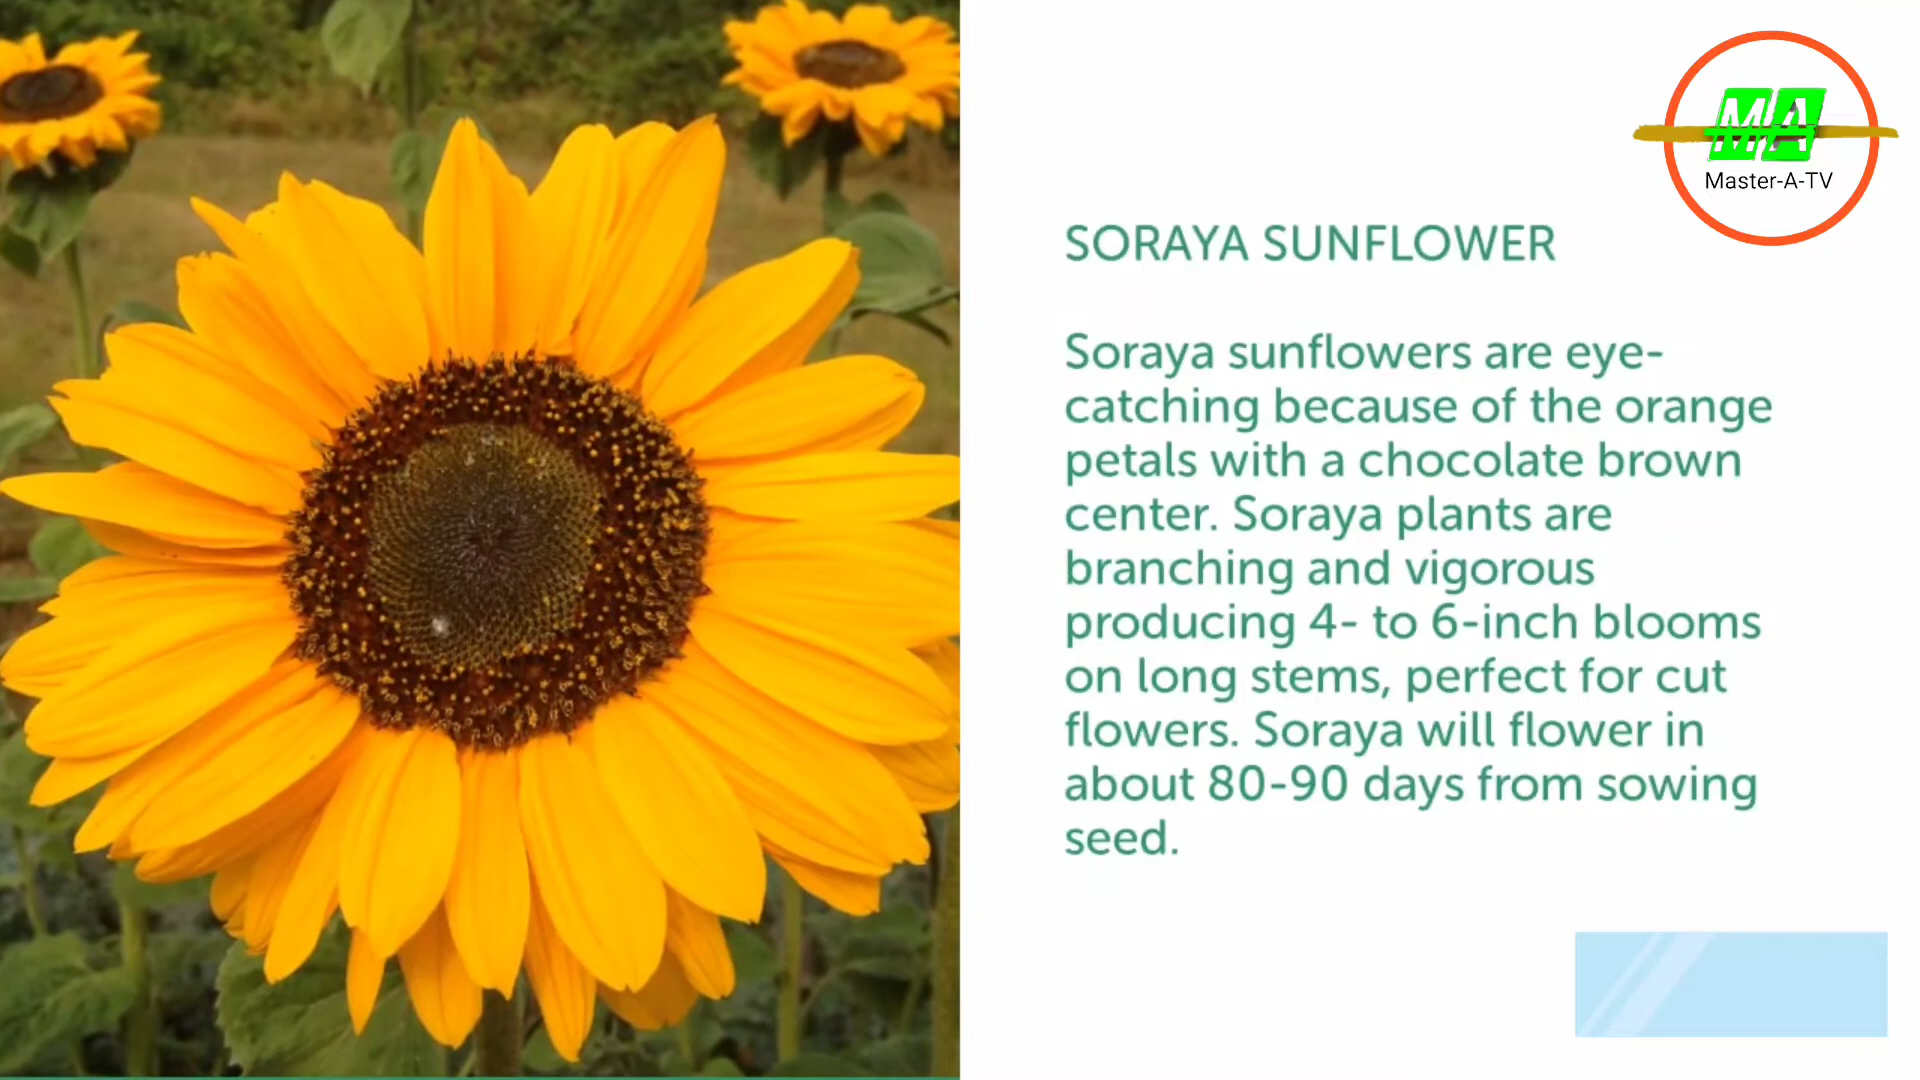 MA
Master-A-TV
SORAYA SUNFLOWER
Soraya sunflowers are eye-
catching because of the orange
petals with a chocolate brown
center. Soraya plants are
branching and vigorous
producing 4- to 6-inch blooms
on long stems, perfect for cut
flowers. Soraya will flower in
about 80-90 days from sowing
seed.